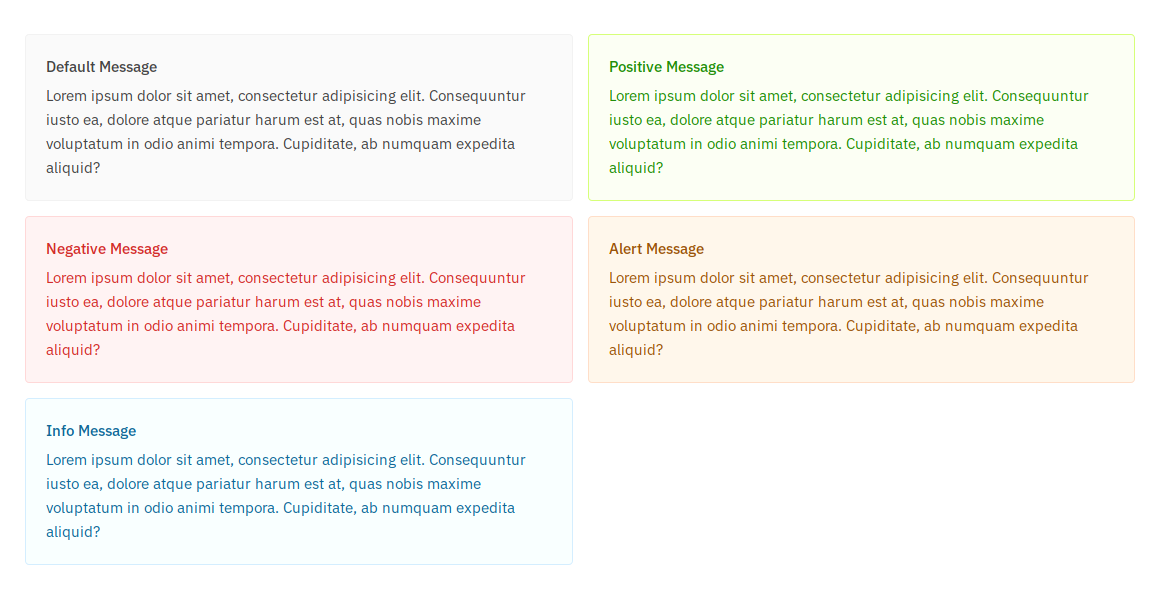 Default Message
Lorem ipsum dolor sit amet, consectetur adipisicing elit. Consequuntur
iusto ea, dolore atque pariatur harum est at, quas nobis maxime
voluptatum in odio animi tempora. Cupiditate, ab numquam expedita
aliquid?
Positive Message
Lorem ipsum dolor sit amet, consectetur adipisicing elit. Consequuntur
iusto ea, dolore atque pariatur harum est at, quas nobis maxime
voluptatum in odio animi tempora. Cupiditate, ab numquam expedita
aliquid?
Negative Message
Lorem ipsum dolor sit amet, consectetur adipisicing elit. Consequuntur
iusto ea, dolore atque pariatur harum est at, quas nobis maxime
voluptatum in odio animi tempora. Cupiditate, ab numquam expedita
aliquid?
Alert Message
Lorem ipsum dolor sit amet, consectetur adipisicing elit. Consequuntur
iusto ea, dolore atque pariatur harum est at, quas nobis maxime
voluptatum in odio animi tempora. Cupiditate, ab numquam expedita
aliquid?
Info Message
Lorem ipsum dolor sit amet, consectetur adipisicing elit. Consequuntur
iusto ea, dolore atque pariatur harum est at, quas nobis maxime
voluptatum in odio animi tempora. Cupiditate, ab numquam expedita
aliquid?